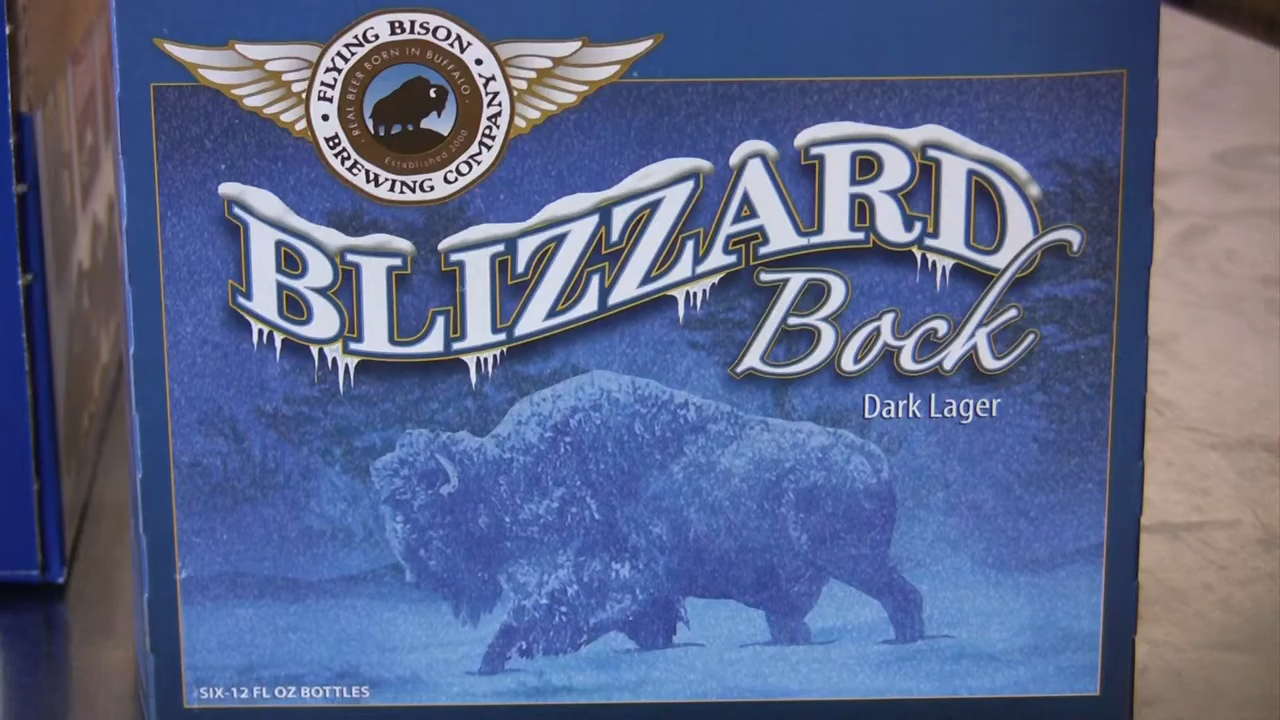 • FLYING BISON •
REAL BEER BORN IN BUFFALO
Established 2000
BREWING COMPANY
BLIZZARD
Bock
Dark Lager
SIX-12 FL OZ BOTTLES